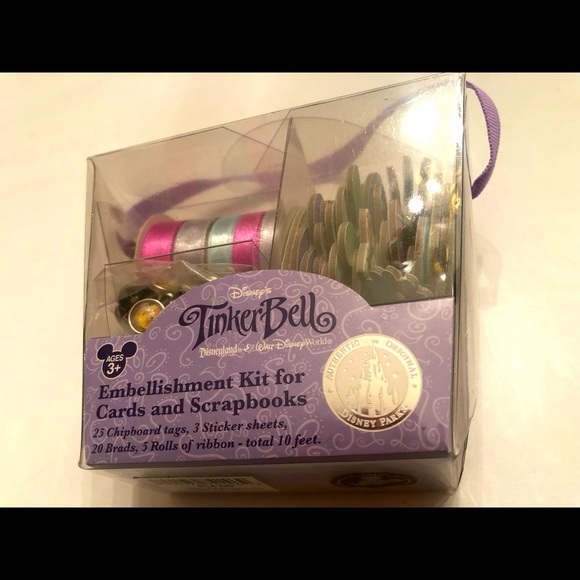 Disney's
TinkerBell
Disneyland® Walt Disney World®
AGES
3+
Embellishment Kit for
Cards and Scrapbooks
25 Chipboard tags, 3 Sticker sheets,
20 Brads, 5 Rolls of ribbon - total 10 feet.
AUTHENTIC ORIGINAL
DISNEY PARKS